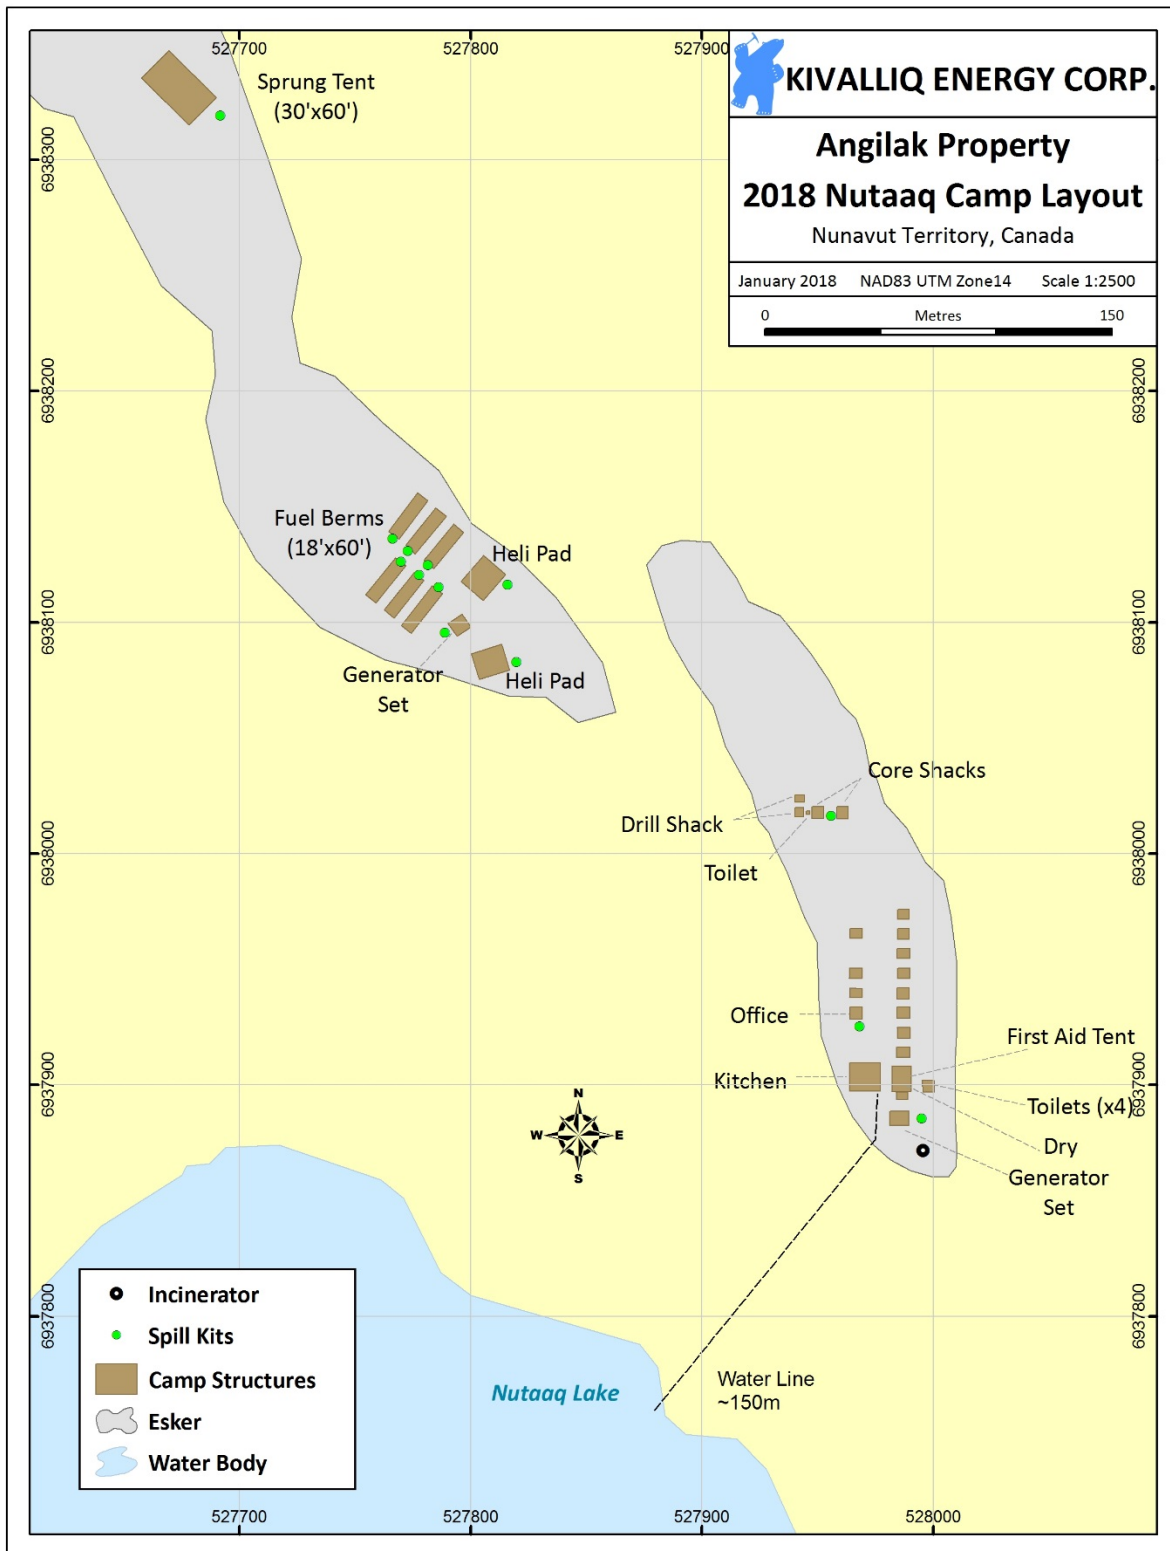 527700
527800
527900
KIVALLIQ ENERGY CORP.
Angilak Property
2018 Nutaaq Camp Layout
Nunavut Territory, Canada
January 2018 NAD83 UTM Zone14 Scale 1:2500
0 Metres 150
Sprung Tent
(30'x60')
6938300
6938200
6938200
Fuel Berms
(18'x60')
Heli Pad
6938100
6938100
Generator
Set
Heli Pad
Core Shacks
Drill Shack
Toilet
6938000
6938000
Office
First Aid Tent
Kitchen
Toilets (x4)
Dry
Generator
Set
6937900
6937900
N
W E
S
6937800
6937800
Incinerator
Spill Kits
Camp Structures
Esker
Water Body
Nutaaq Lake
Water Line
~150m
527700
527800
527900
528000